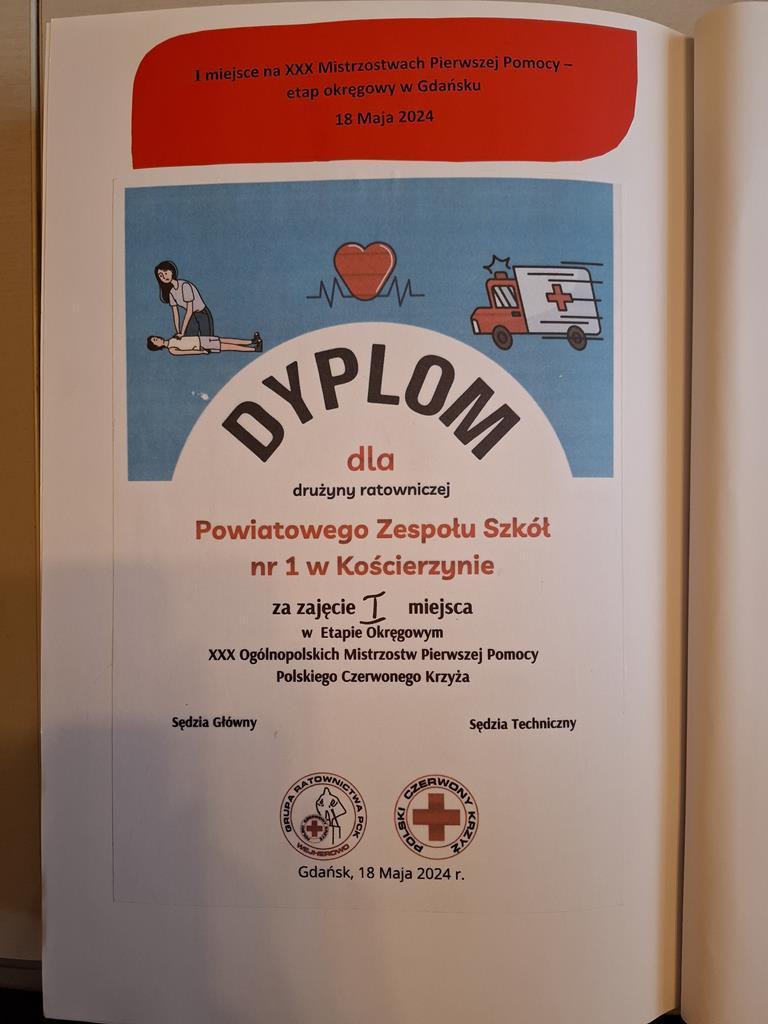 I miejsce na XXX Mistrzostwach Pierwszej Pomocy –
etap okręgowy w Gdańsku
18 Maja 2024
DYPLOM
dla
drużyny ratowniczej
Powiatowego Zespołu Szkół
nr 1 w Kościerzynie
za zajęcie I miejsca
w Etapie Okręgowym
XXX Ogólnopolskich Mistrzostw Pierwszej Pomocy
Polskiego Czerwonego Krzyża
Sędzia Główny Sędzia Techniczny
GRUPA RATOWNICTWA PCK
WEJHEROWO
POLSKI CZERWONY KRZYŻ
Gdańsk, 18 Maja 2024 r.